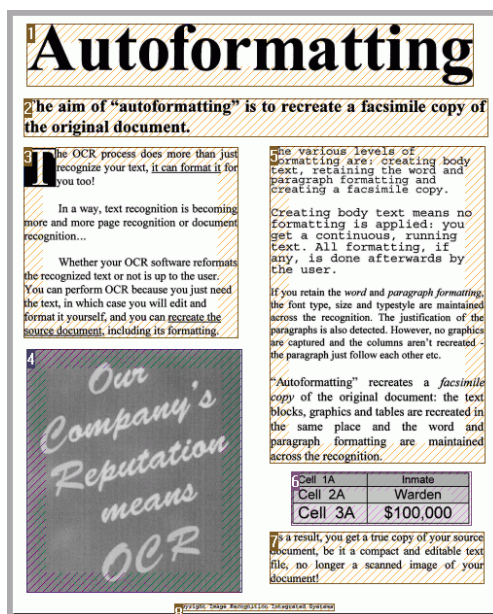 1
Autoformatting
2
The aim of “autoformatting” is to recreate a facsimile copy of
the original document.
3
The OCR process does more than just
recognize your text, it can format it for
you too!
In a way, text recognition is becoming
more and more page recognition or document
recognition...
Whether your OCR software reformats
the recognized text or not is up to the user.
You can perform OCR because you just need
the text, in which case you will edit and
format it yourself, and you can recreate the
source document, including its formatting.
4
Our
Company's
Reputation
means
OCR
5
The various levels of
formatting are: creating body
text, retaining the word and
paragraph formatting and
creating a facsimile copy.
Creating body text means no
formatting is applied: you
get a continuous, running
text. All formatting, if
any, is done afterwards by
the user.
If you retain the word and paragraph formatting,
the font type, size and typestyle are maintained
across the recognition. The justification of the
paragraphs is also detected. However, no graphics
are captured and the columns aren't recreated -
the paragraph just follow each other etc.
“Autoformatting” recreates a facsimile
copy of the original document: the text
blocks, graphics and tables are recreated in
the same place and the word and
paragraph formatting are maintained
across the recognition.
6
Cell 1A Inmate
Cell 2A Warden
Cell 3A $100,000
7
As a result, you get a true copy of your source
document, be it a compact and editable text
file, no longer a scanned image of your
document!
8
Copyright Image Recognition Integrated Systems